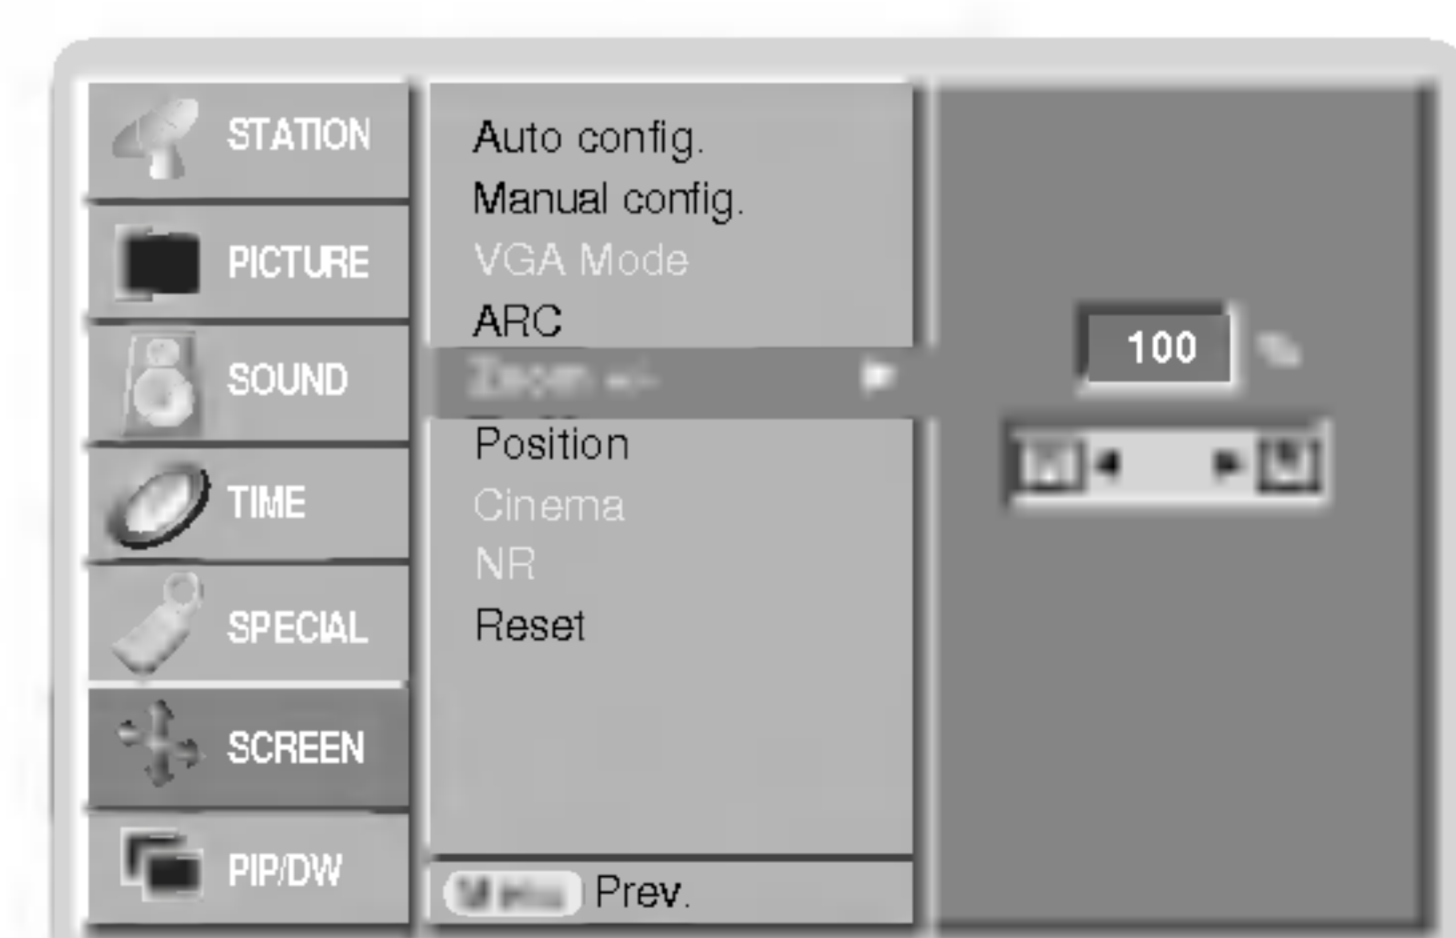 STATION
PICTURE
SOUND
TIME
SPECIAL
SCREEN
PIP/DW
Auto config.
Manual config.
VGA Mode
ARC
Zoom +/-
Position
Cinema
NR
Reset
Prev.
100